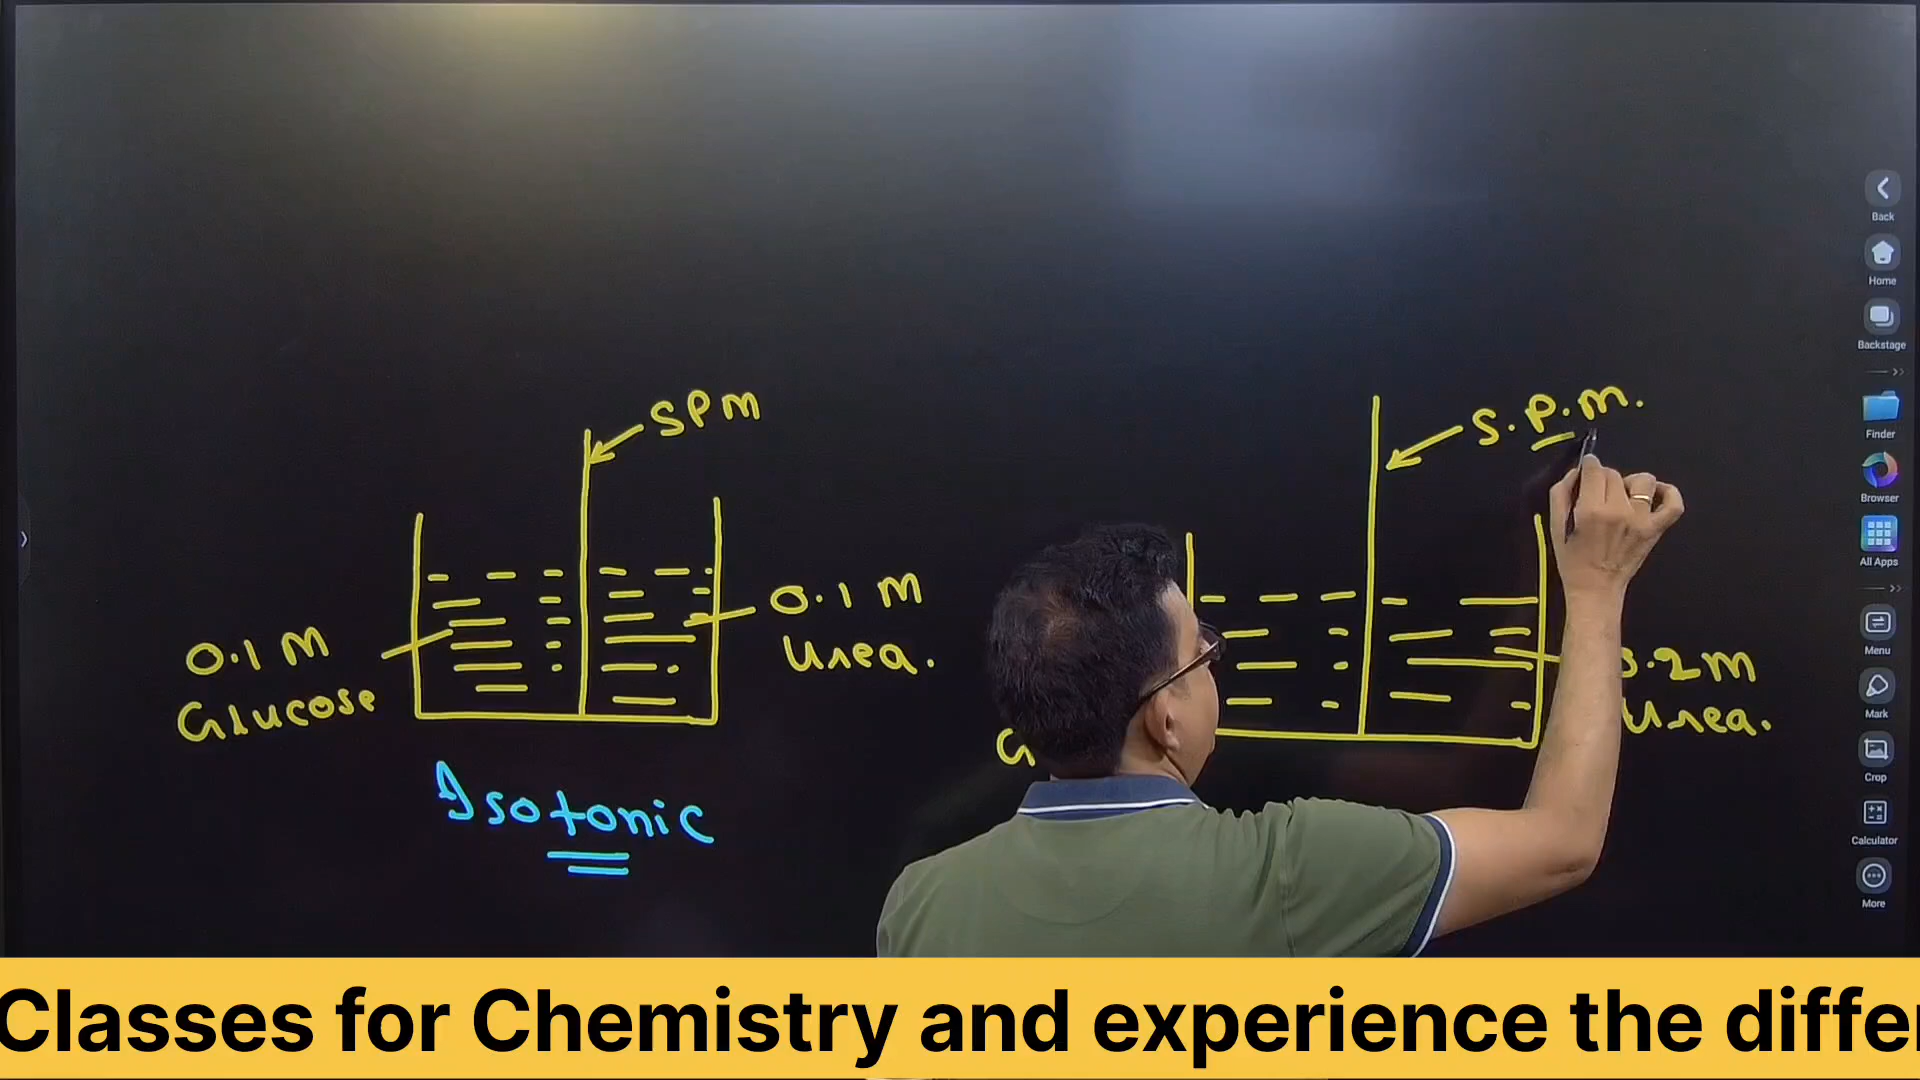 SPM
0.1 M
Glucose
0.1 M
Urea.
Isotonic
S.P.M.
G
.2M
Urea.
Back
Home
Backstage
Finder
Browser
All Apps
Menu
Mark
Crop
Calculator
More
Classes for Chemistry and experience the differ